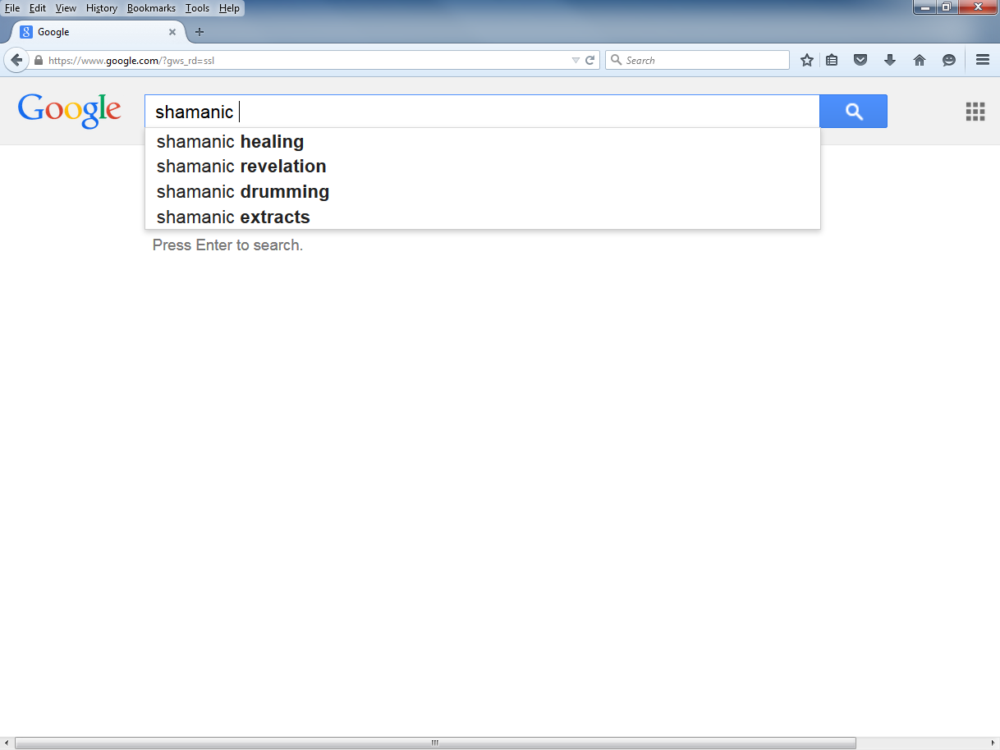 File Edit View History Bookmarks Tools Help
8 Google
https://www.google.com/?gws_rd=ssl
Search
Google
shamanic
shamanic healing
shamanic revelation
shamanic drumming
shamanic extracts
Press Enter to search.